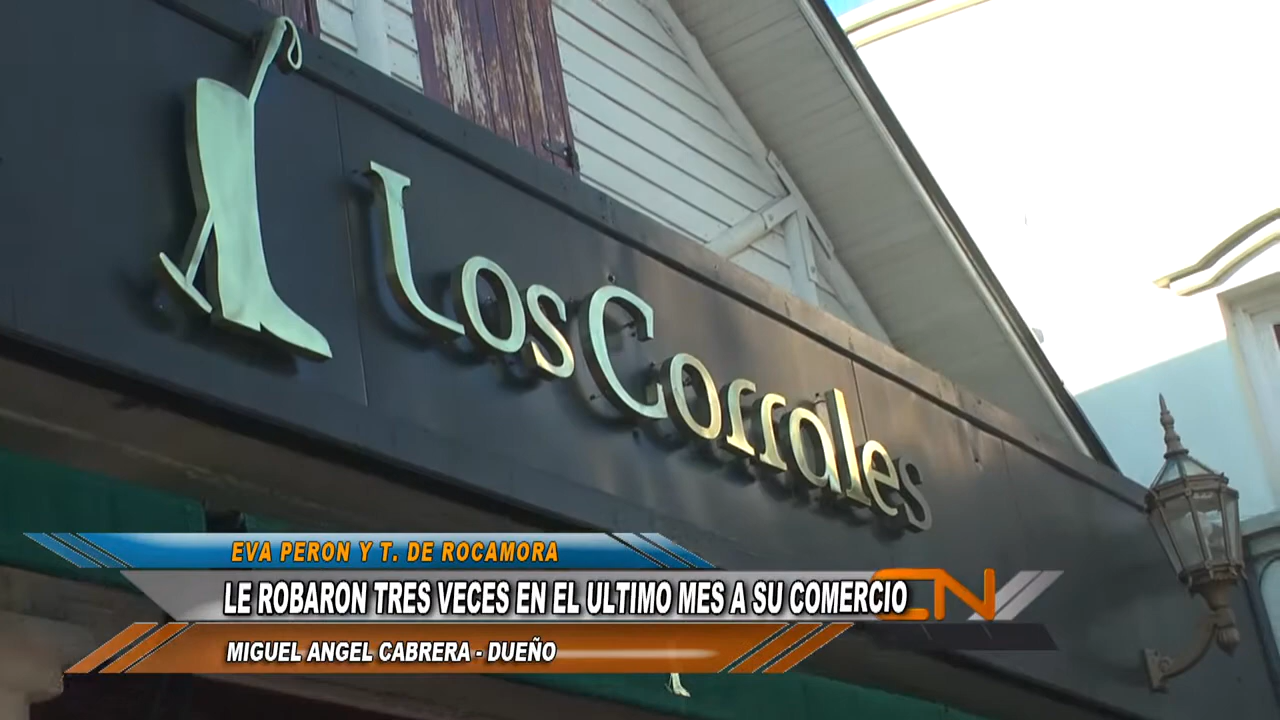 Los Corrales
EVA PERON Y T. DE ROCAMORA
LE ROBARON TRES VECES EN EL ULTIMO MES A SU COMERCIO
CN
MIGUEL ANGEL CABRERA - DUEÑO